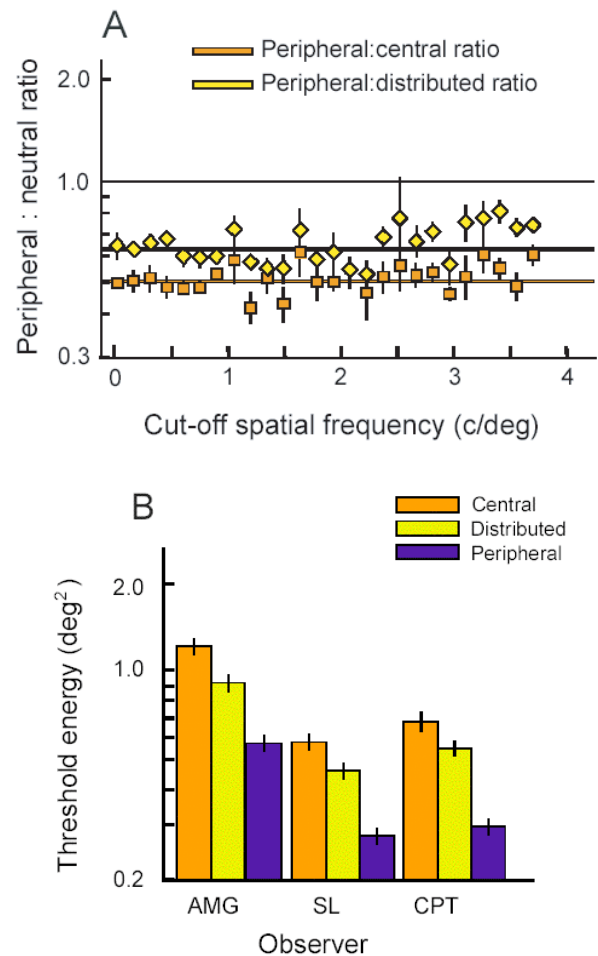 A
Peripheral:central ratio
Peripheral:distributed ratio
Peripheral : neutral ratio
2.0
1.0
0.3
0 1 2 3 4
Cut-off spatial frequency (c/deg)
B
Central
Distributed
Peripheral
Threshold energy (deg²)
2.0
1.0
0.2
AMG SL CPT
Observer